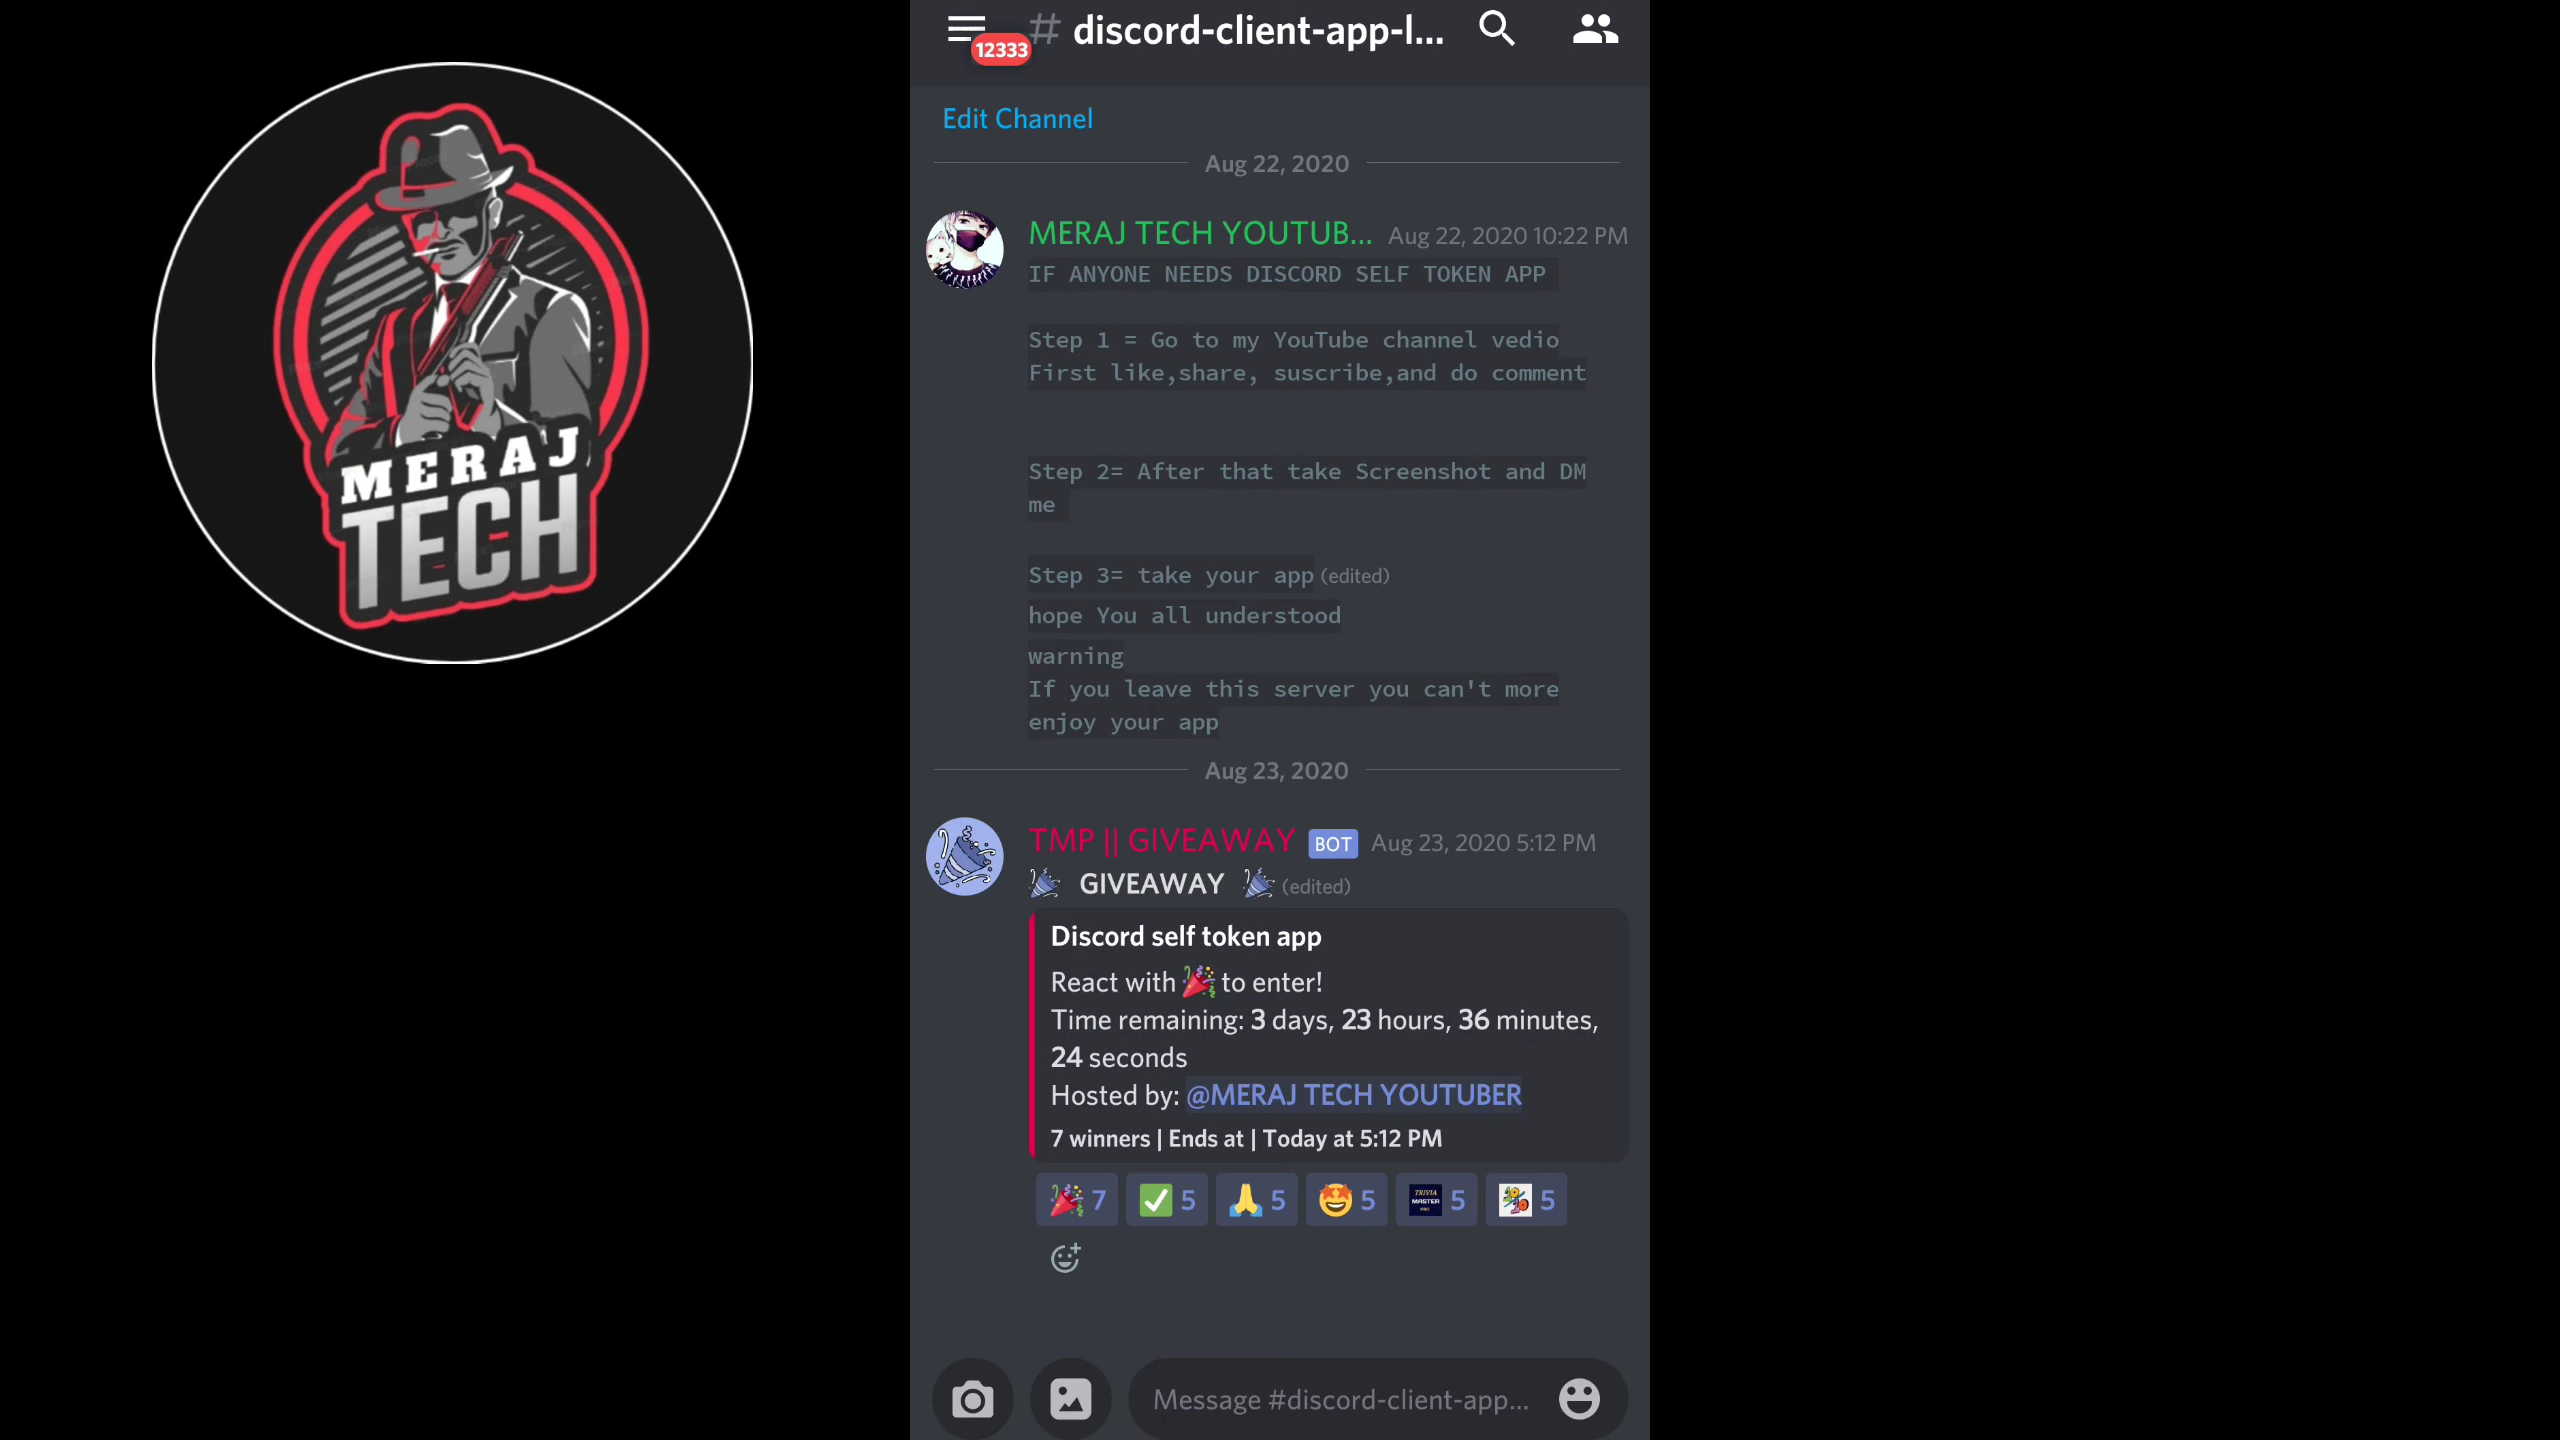 MERAJ
TECH
12333
# discord-client-app-l...
Edit Channel
Aug 22, 2020
MERAJ TECH YOUTUB... Aug 22, 2020 10:22 PM
IF ANYONE NEEDS DISCORD SELF TOKEN APP
Step 1 = Go to my YouTube channel vedio
First like,share, suscribe,and do comment
Step 2= After that take Screenshot and DM
me
Step 3= take your app (edited)
hope You all understood
warning
If you leave this server you can't more
enjoy your app
Aug 23, 2020
TMP || GIVEAWAY BOT Aug 23, 2020 5:12 PM
GIVEAWAY (edited)
Discord self token app
React with 🎉 to enter!
Time remaining: 3 days, 23 hours, 36 minutes,
24 seconds
Hosted by: @MERAJ TECH YOUTUBER
7 winners | Ends at | Today at 5:12 PM
🎉 7 ✅ 5 🙏 5 🤩 5 TRIVIA MASTER PRO 5 5
Message #discord-client-app...